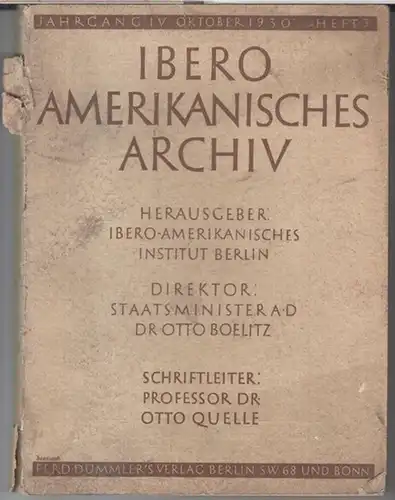 JAHRGANG IV OKTOBER 1930 HEFT 3
IBERO
AMERIKANISCHES
ARCHIV
HERAUSGEBER:
IBERO-AMERIKANISCHES
INSTITUT BERLIN
DIREKTOR:
STAATSMINISTER A·D
DR OTTO BOELITZ
SCHRIFTLEITER:
PROFESSOR DR
OTTO QUELLE
FERD·DÜMMLER'S VERLAG BERLIN SW 68 UND BONN